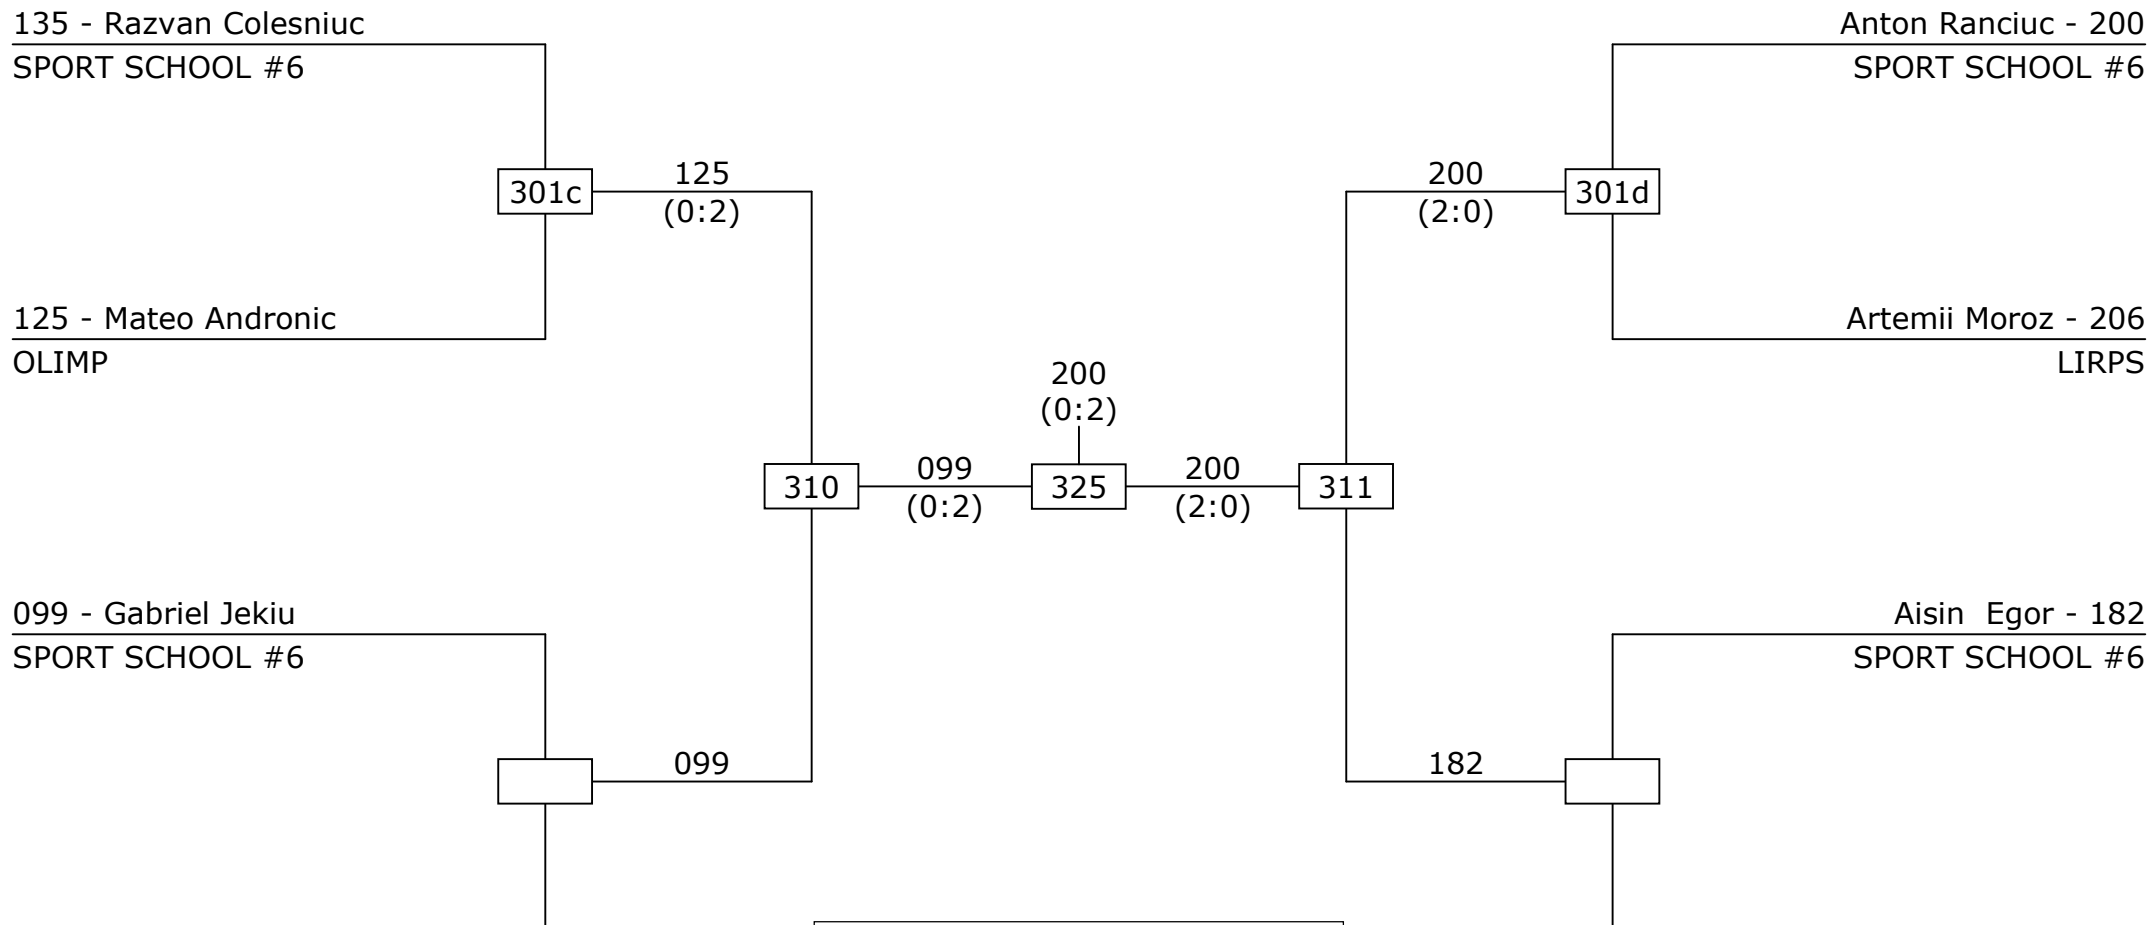 135 - Razvan Colesniuc
SPORT SCHOOL #6
Anton Ranciuc - 200
SPORT SCHOOL #6
301c
125
(0:2)
200
(2:0)
301d
125 - Mateo Andronic
OLIMP
Artemii Moroz - 206
LIRPS
200
(0:2)
310
099
(0:2)
325
200
(2:0)
311
099 - Gabriel Jekiu
SPORT SCHOOL #6
Aisin  Egor - 182
SPORT SCHOOL #6
099
182